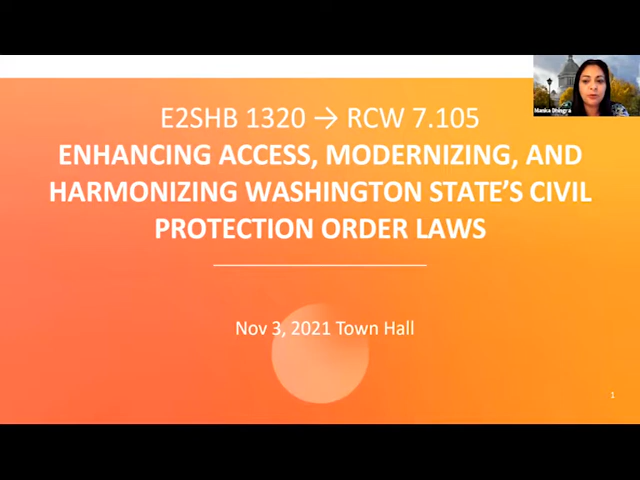 Manka Dhingra
E2SHB 1320 → RCW 7.105
ENHANCING ACCESS, MODERNIZING, AND
HARMONIZING WASHINGTON STATE'S CIVIL
PROTECTION ORDER LAWS
Nov 3, 2021 Town Hall
1